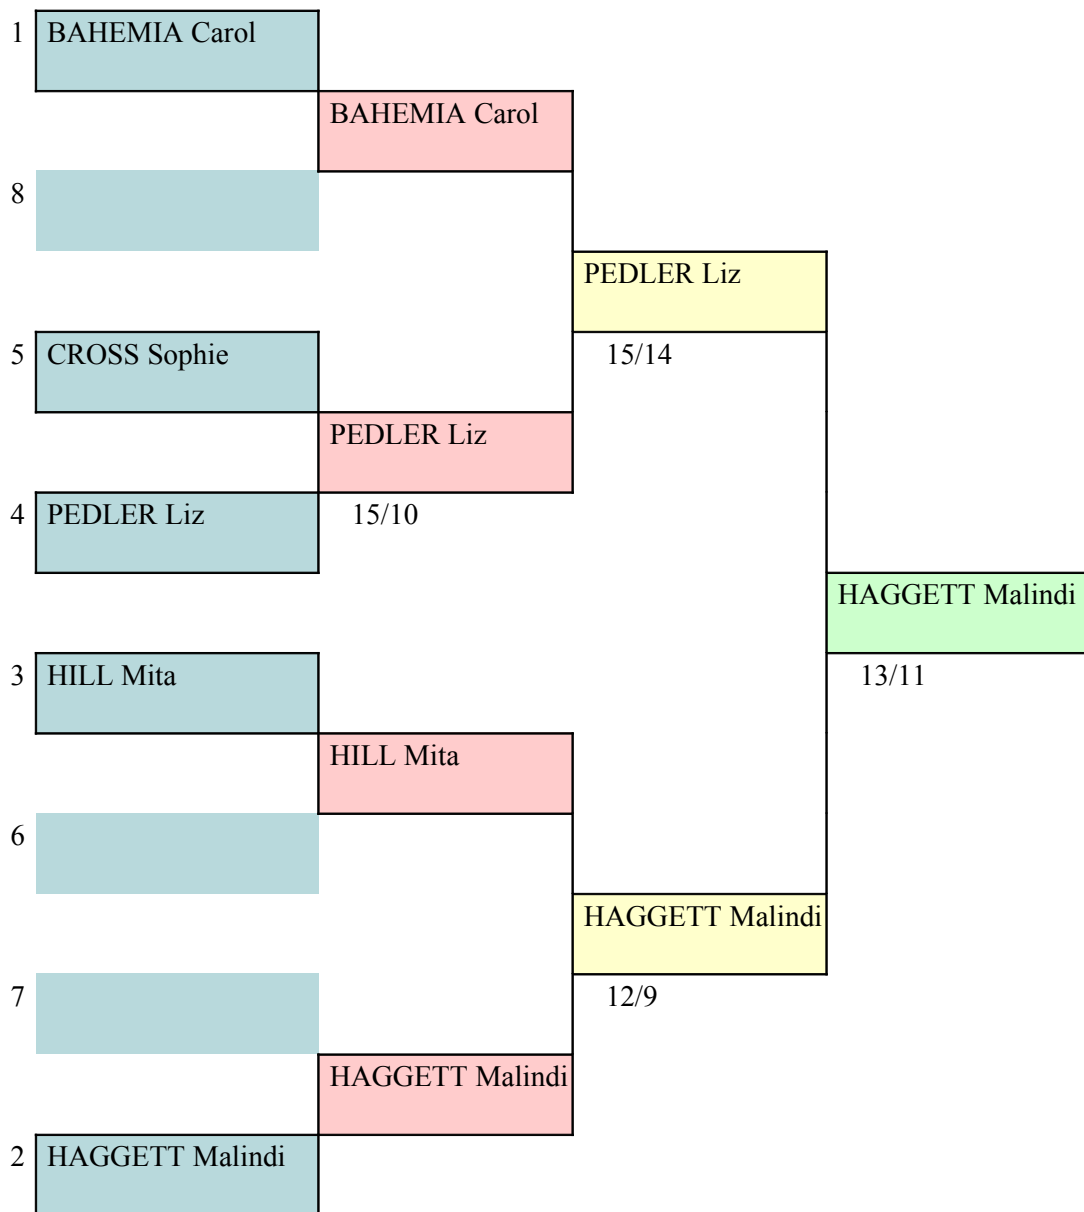 1 BAHEMIA Carol
BAHEMIA Carol
8
PEDLER Liz
5 CROSS Sophie
15/14
PEDLER Liz
4 PEDLER Liz
15/10
HAGGETT Malindi
3 HILL Mita
13/11
HILL Mita
6
HAGGETT Malindi
7
12/9
HAGGETT Malindi
2 HAGGETT Malindi